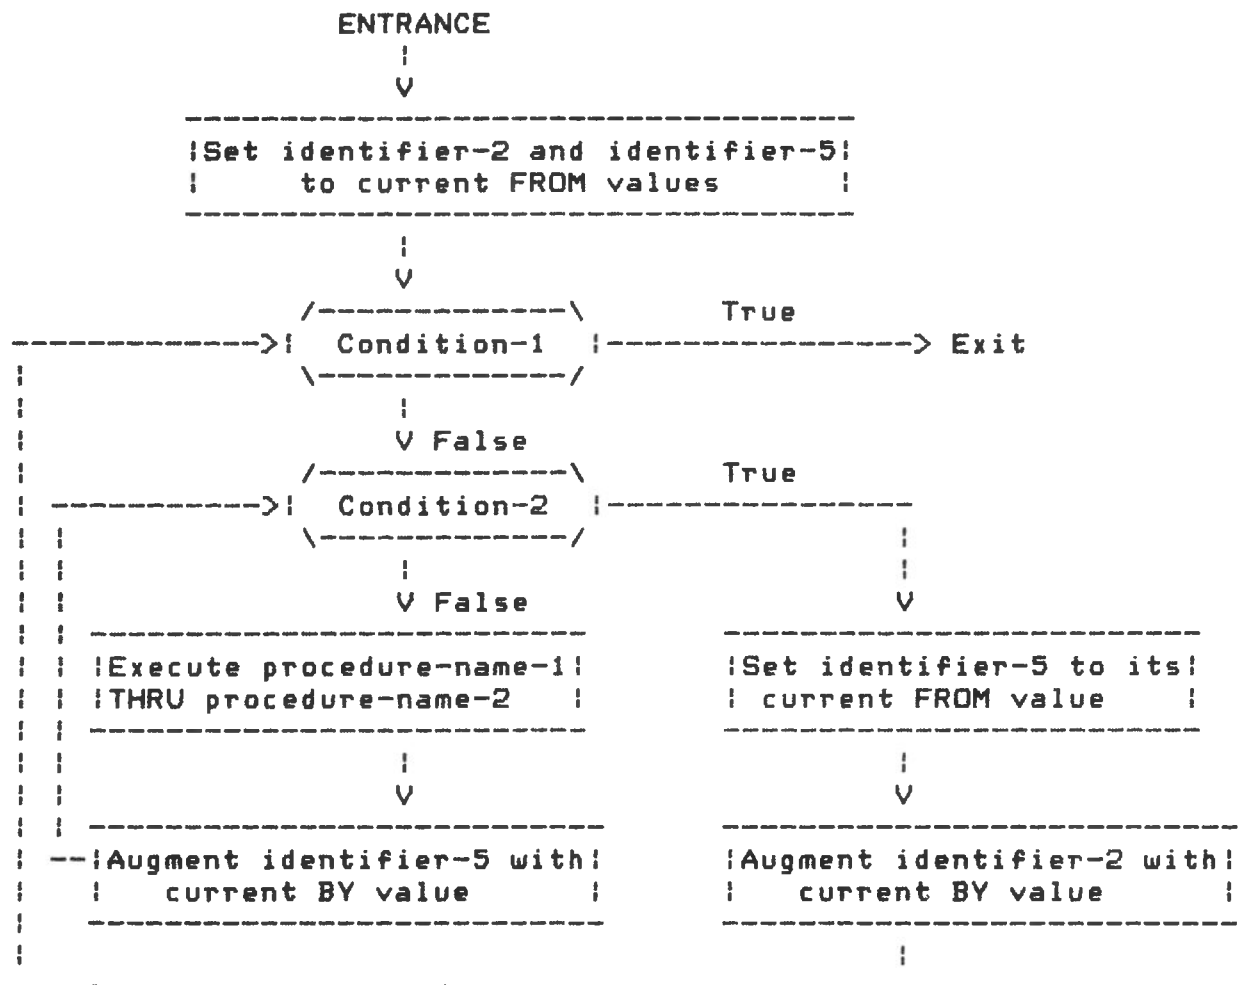 ENTRANCE
Set identifier-2 and identifier-5
to current FROM values
True
Condition-1
Exit
False
True
Condition-2
False
Execute procedure-name-1
THRU procedure-name-2
Set identifier-5 to its
current FROM value
Augment identifier-5 with
current BY value
Augment identifier-2 with
current BY value